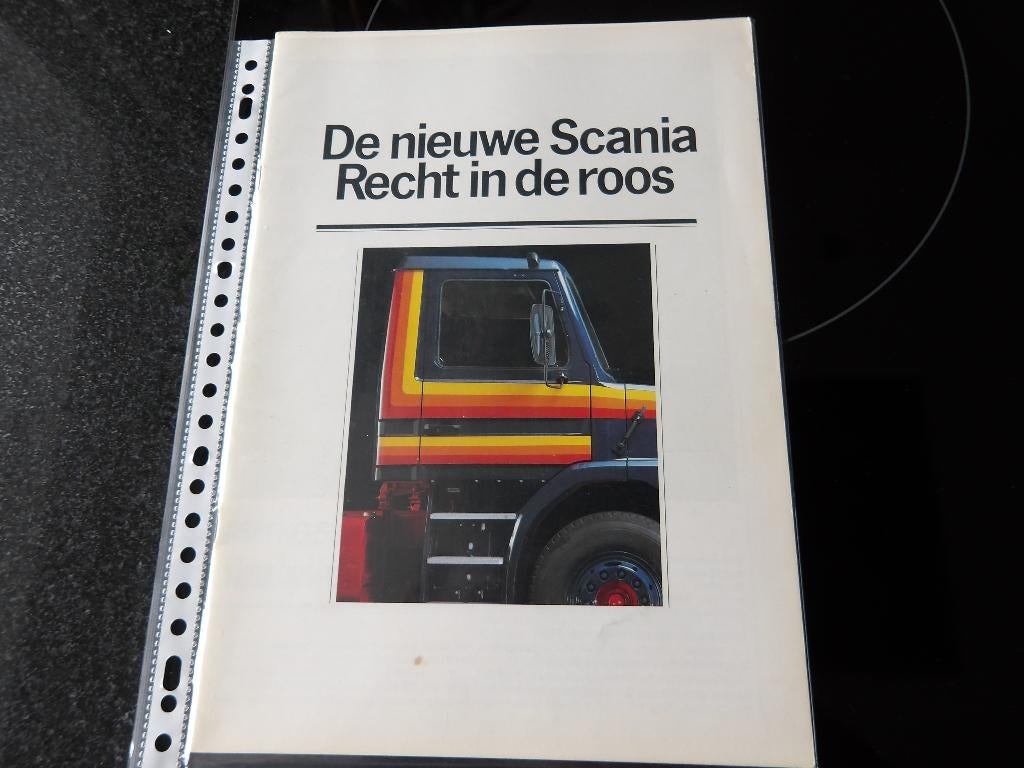 De nieuwe Scania
Recht in de roos